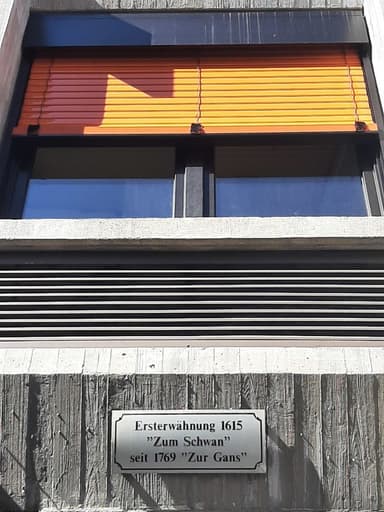 Ersterwähnung 1615
"Zum Schwan"
seit 1769 "Zur Gans"